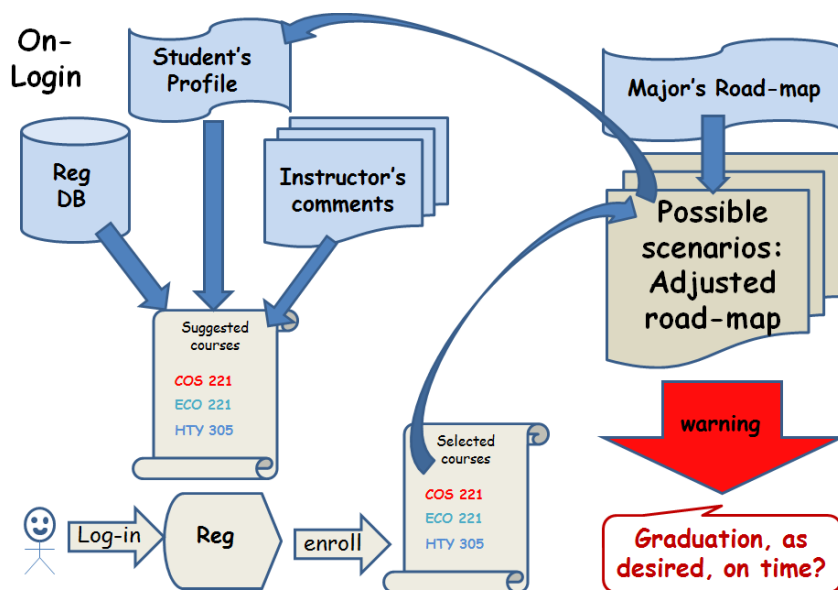 On-
Login
Student's
Profile
Major's Road-map
Reg
DB
Instructor's
comments
Possible
scenarios:
Adjusted
road-map
Suggested
courses
COS 221
ECO 221
HTY 305
warning
Selected
courses
COS 221
ECO 221
HTY 305
Log-in
Reg
enroll
Graduation, as
desired, on time?